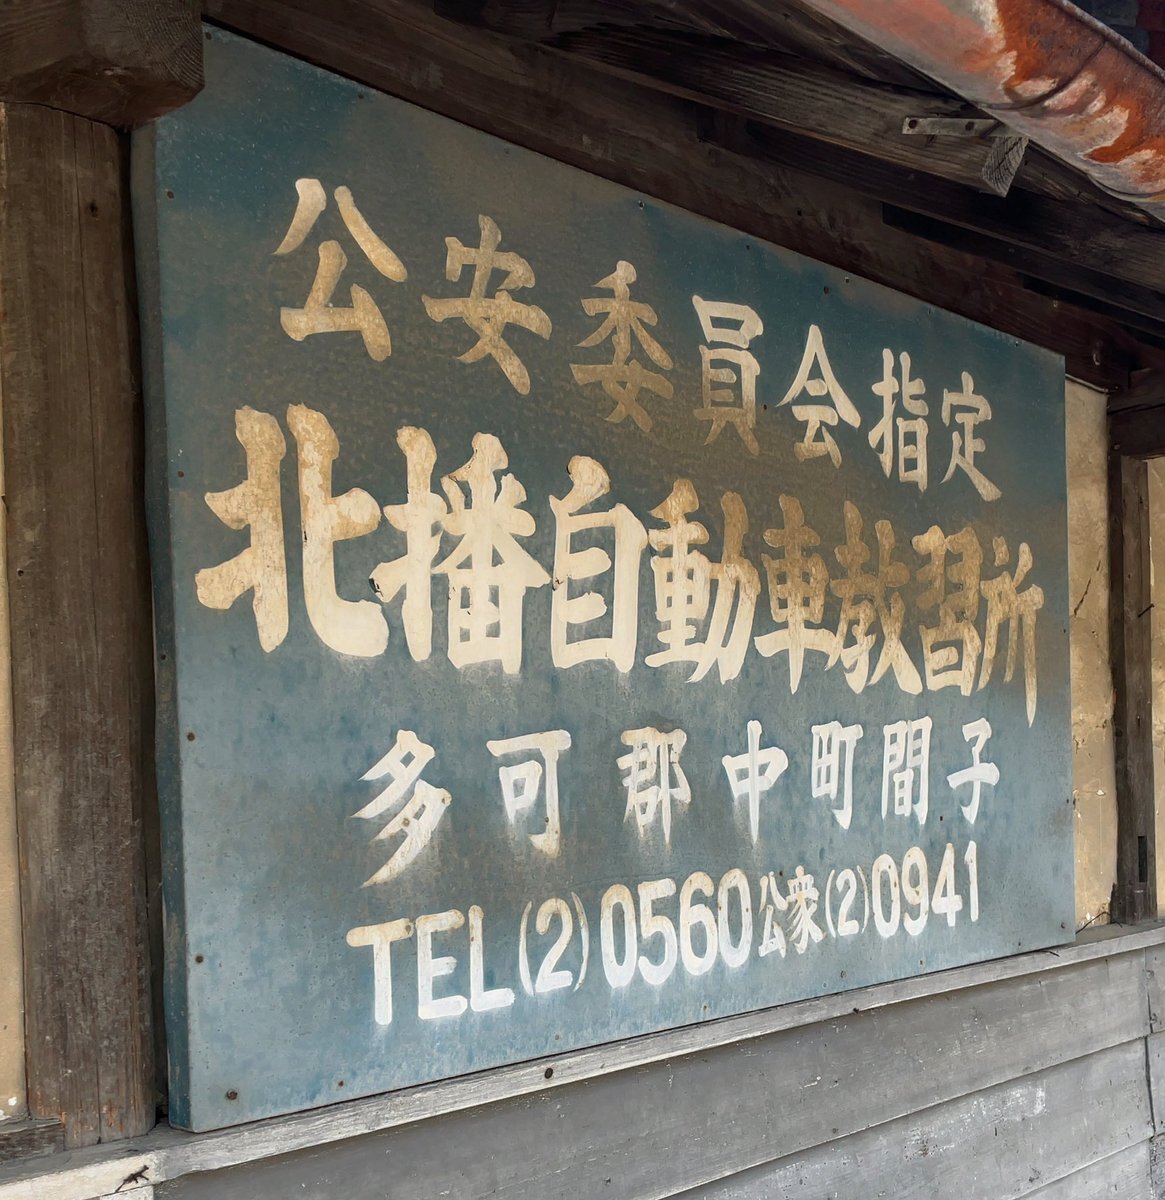 公安委員会指定
北播自動車教習所
多可郡中町間子
TEL(2)0560公衆(2)0941